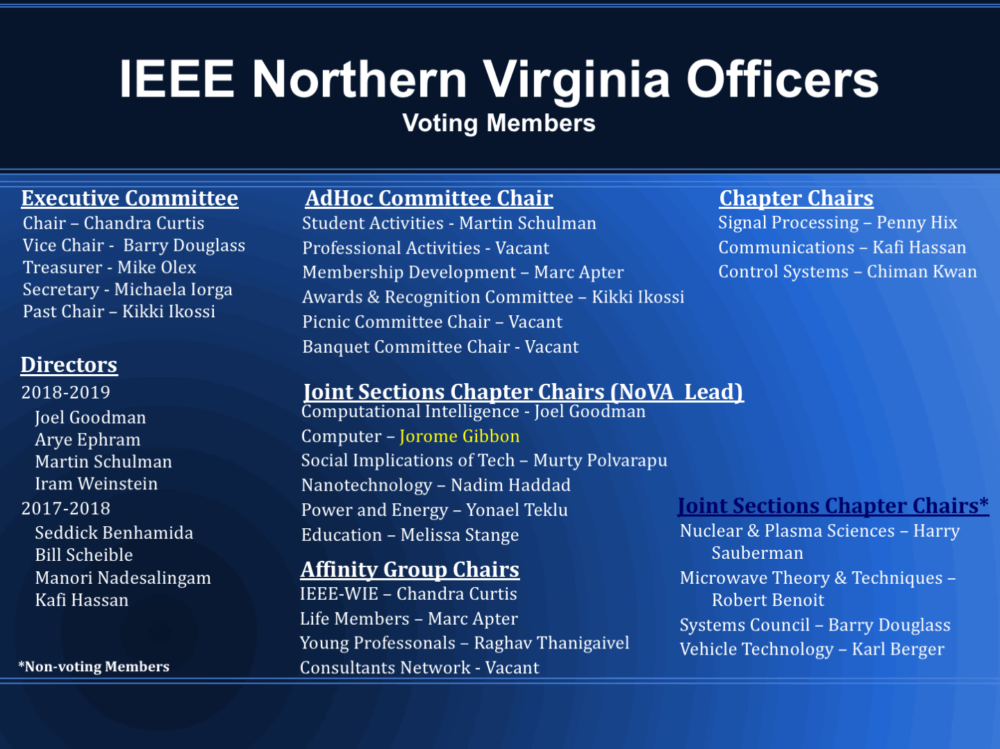 IEEE Northern Virginia Officers
Voting Members
Executive Committee
Chair – Chandra Curtis
Vice Chair -  Barry Douglass
Treasurer - Mike Olex
Secretary - Michaela Iorga
Past Chair – Kikki Ikossi
Directors
2018-2019
Joel Goodman
Arye Ephram
Martin Schulman
Iram Weinstein
2017-2018
Seddick Benhamida
Bill Scheible
Manori Nadesalingam
Kafi Hassan
*Non-voting Members
AdHoc Committee Chair
Student Activities - Martin Schulman
Professional Activities - Vacant
Membership Development – Marc Apter
Awards & Recognition Committee – Kikki Ikossi
Picnic Committee Chair – Vacant
Banquet Committee Chair - Vacant
Joint Sections Chapter Chairs (NoVA  Lead)
Computational Intelligence - Joel Goodman
Computer – Jorome Gibbon
Social Implications of Tech – Murty Polvarapu
Nanotechnology – Nadim Haddad
Power and Energy – Yonael Teklu
Education – Melissa Stange
Affinity Group Chairs
IEEE-WIE – Chandra Curtis
Life Members – Marc Apter
Young Professonals – Raghav Thanigaivel
Consultants Network - Vacant
Chapter Chairs
Signal Processing – Penny Hix
Communications – Kafi Hassan
Control Systems – Chiman Kwan
Joint Sections Chapter Chairs*
Nuclear & Plasma Sciences – Harry
Sauberman
Microwave Theory & Techniques –
Robert Benoit
Systems Council – Barry Douglass
Vehicle Technology – Karl Berger